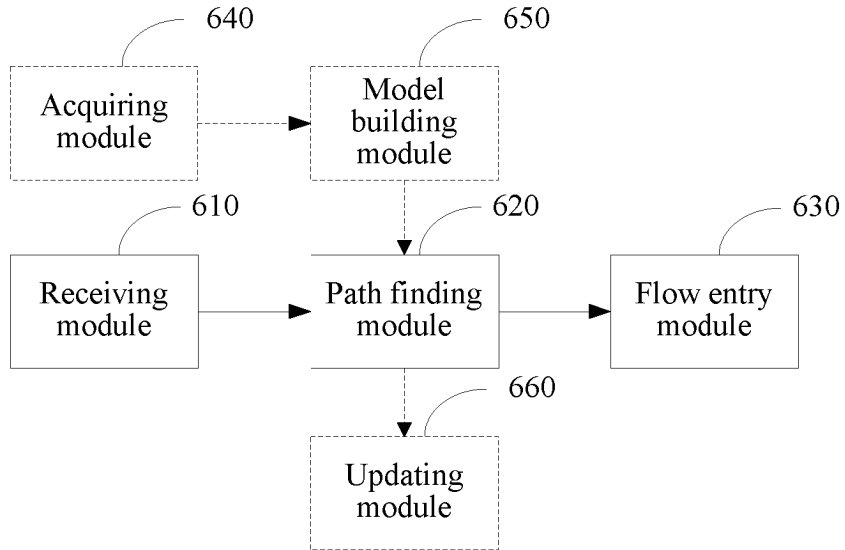 640
650
Acquiring
module
Model
building
module
610
620
630
Receiving
module
Path finding
module
Flow entry
module
660
Updating
module